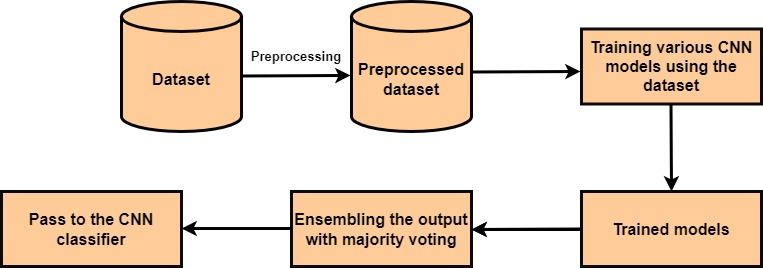 Dataset
Preprocessing
Preprocessed
dataset
Training various CNN
models using the
dataset
Trained models
Ensembling the output
with majority voting
Pass to the CNN
classifier